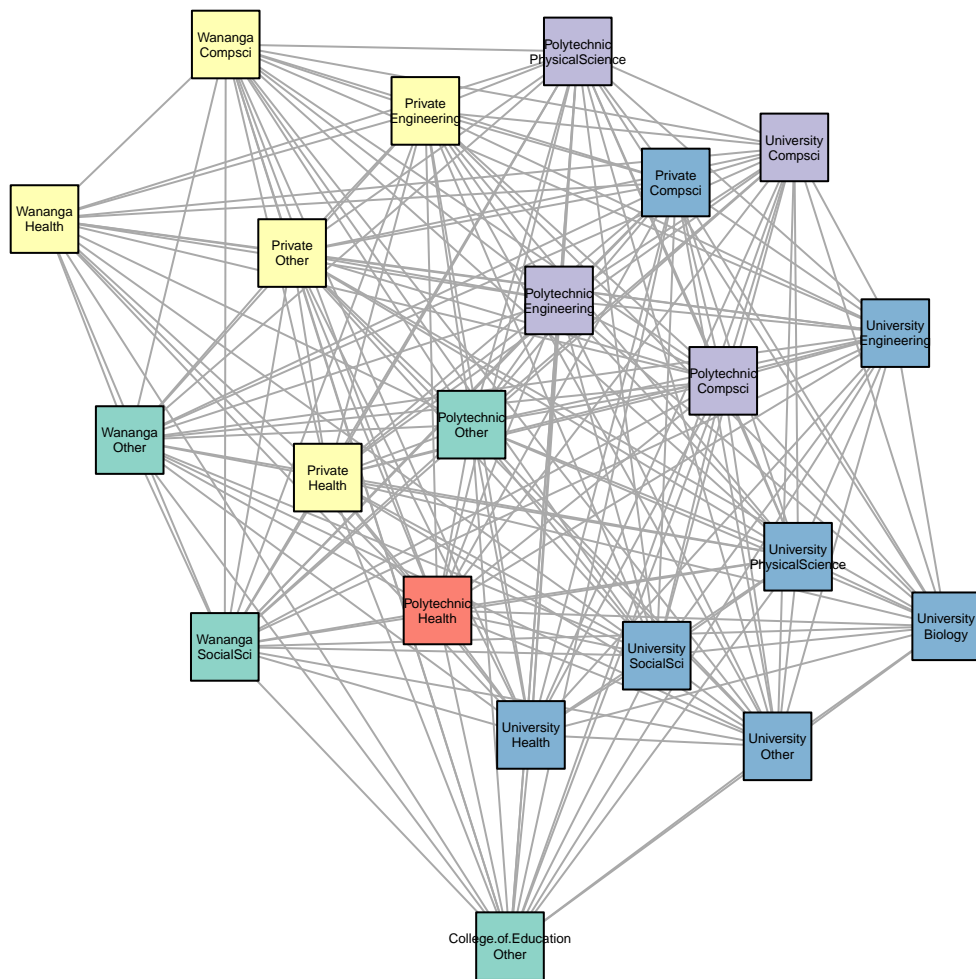 Wananga
Compsci
Polytechnic
PhysicalScience
Private
Engineering
University
Compsci
Private
Compsci
Wananga
Health
Private
Other
Polytechnic
Engineering
University
Engineering
Polytechnic
Compsci
Polytechnic
Other
Wananga
Other
Private
Health
University
PhysicalScience
Polytechnic
Health
University
Biology
Wananga
SocialSci
University
SocialSci
University
Health
University
Other
College.of.Education
Other